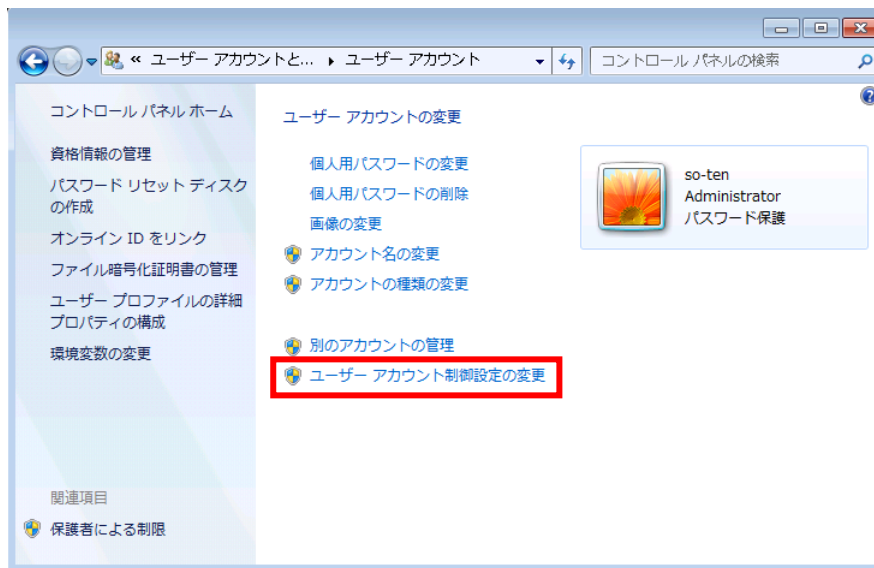 « ユーザー アカウントと... ▸ ユーザー アカウント
コントロール パネルの検索
コントロール パネル ホーム
資格情報の管理
パスワード リセット ディスク
の作成
オンライン ID をリンク
ファイル暗号化証明書の管理
ユーザー プロファイルの詳細
プロパティの構成
環境変数の変更
関連項目
保護者による制限
ユーザー アカウントの変更
個人用パスワードの変更
個人用パスワードの削除
画像の変更
アカウント名の変更
アカウントの種類の変更
別のアカウントの管理
ユーザー アカウント制御設定の変更
so-ten
Administrator
パスワード保護